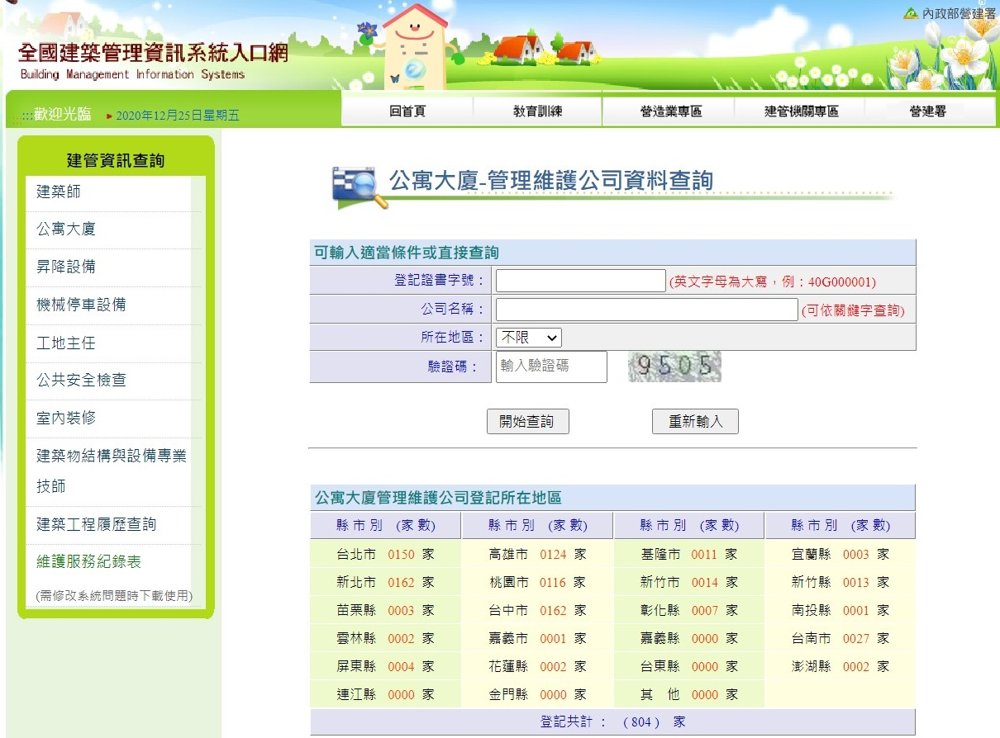 內政部營建署
全國建築管理資訊系統入口網
Building Management Information Systems
:::歡迎光臨 2020年12月25日星期五
回首頁 教育訓練 營造業專區 建管機關專區 營建署
建管資訊查詢
建築師
公寓大廈
昇降設備
機械停車設備
工地主任
公共安全檢查
室內裝修
建築物結構與設備專業
技師
建築工程履歷查詢
維護服務紀錄表
(需修改系統問題時下載使用)
公寓大廈-管理維護公司資料查詢
可輸入適當條件或直接查詢
登記證書字號： (英文字母為大寫，例：40G000001)
公司名稱： (可依關鍵字查詢)
所在地區： 不限
驗證碼： 輸入驗證碼 9505
開始查詢 重新輸入
公寓大廈管理維護公司登記所在地區
縣市別 (家數) 縣市別 (家數) 縣市別 (家數) 縣市別 (家數)
台北市 0150 家 高雄市 0124 家 基隆市 0011 家 宜蘭縣 0003 家
新北市 0162 家 桃園市 0116 家 新竹市 0014 家 新竹縣 0013 家
苗栗縣 0003 家 台中市 0162 家 彰化縣 0007 家 南投縣 0001 家
雲林縣 0002 家 嘉義市 0001 家 嘉義縣 0000 家 台南市 0027 家
屏東縣 0004 家 花蓮縣 0002 家 台東縣 0000 家 澎湖縣 0002 家
連江縣 0000 家 金門縣 0000 家 其 他 0000 家
登記共計： (804) 家